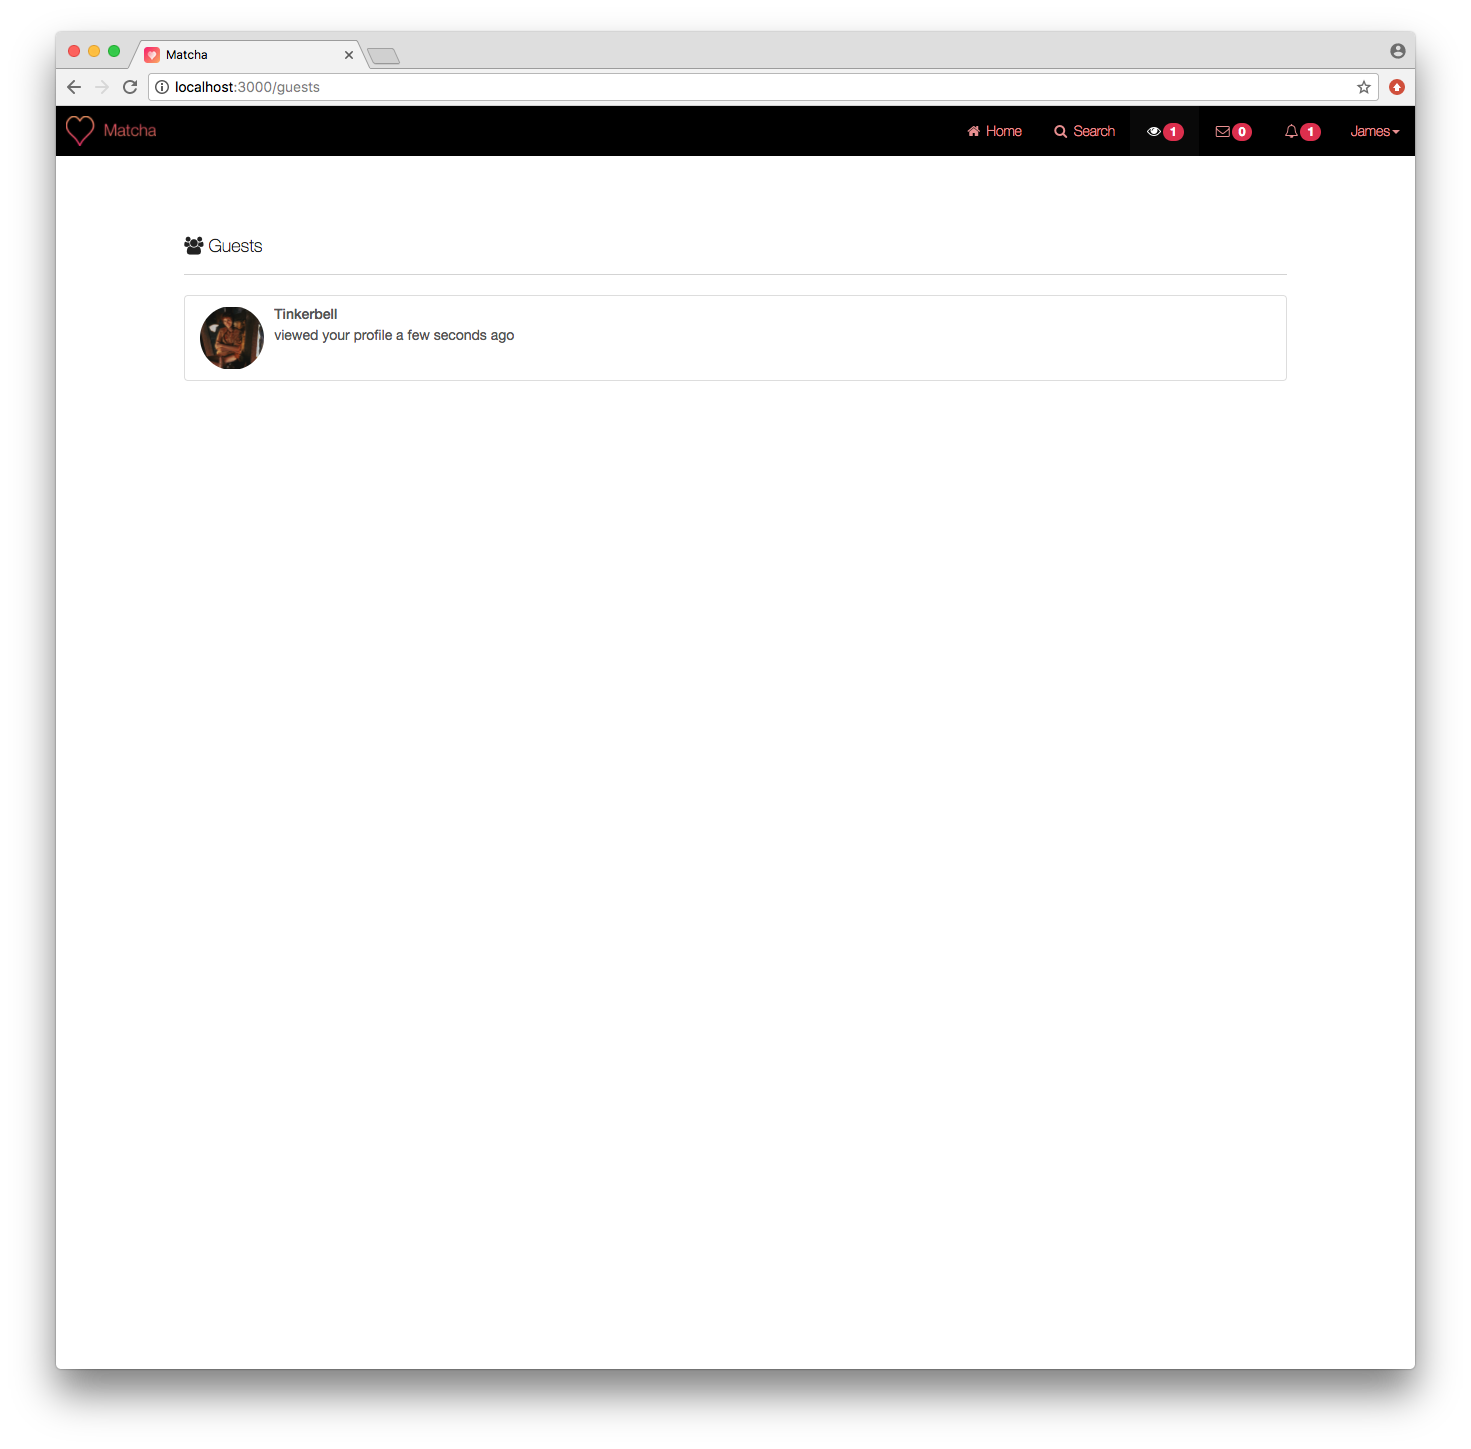 Matcha
localhost:3000/guests
Matcha
Home
Search
1
0
1
James
Guests
Tinkerbell
viewed your profile a few seconds ago